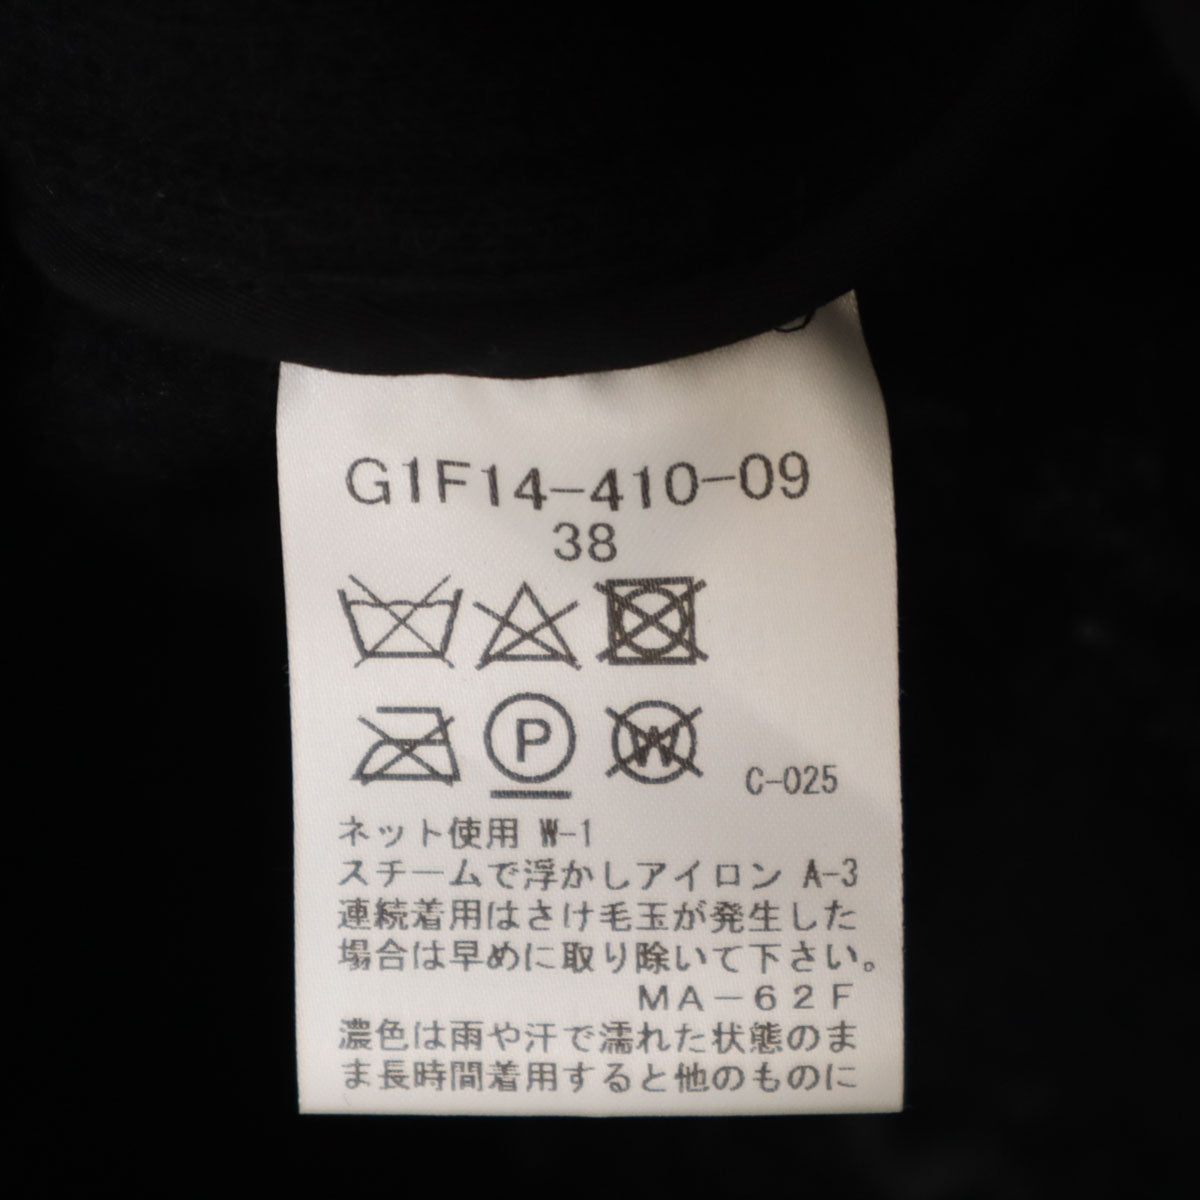 G1F14-410-09
38
P
W
C-025
ネット使用 W-1
スチームで浮かしアイロン A-3
連続着用はさけ毛玉が発生した
場合は早めに取り除いて下さい。
MA-62F
濃色は雨や汗で濡れた状態のま
ま長時間着用すると他のものに